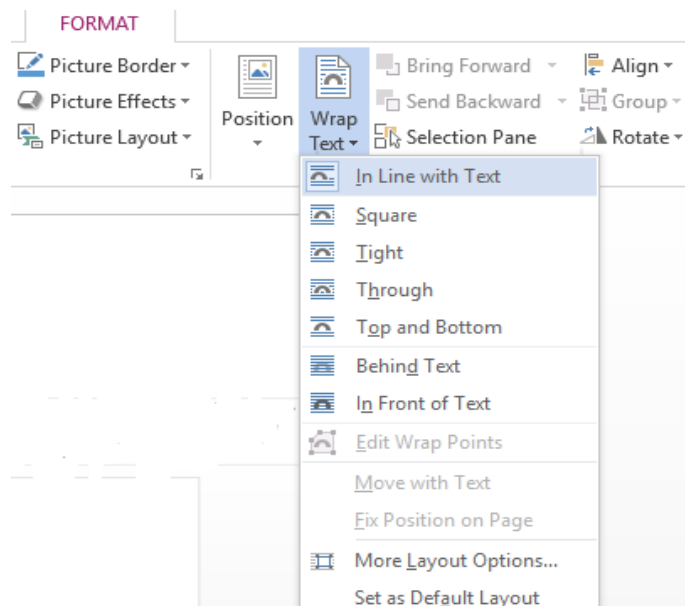 FORMAT
Picture Border
Picture Effects
Picture Layout
Position
Wrap
Text
Bring Forward
Send Backward
Selection Pane
Align
Group
Rotate
In Line with Text
Square
Tight
Through
Top and Bottom
Behind Text
In Front of Text
Edit Wrap Points
Move with Text
Fix Position on Page
More Layout Options...
Set as Default Layout